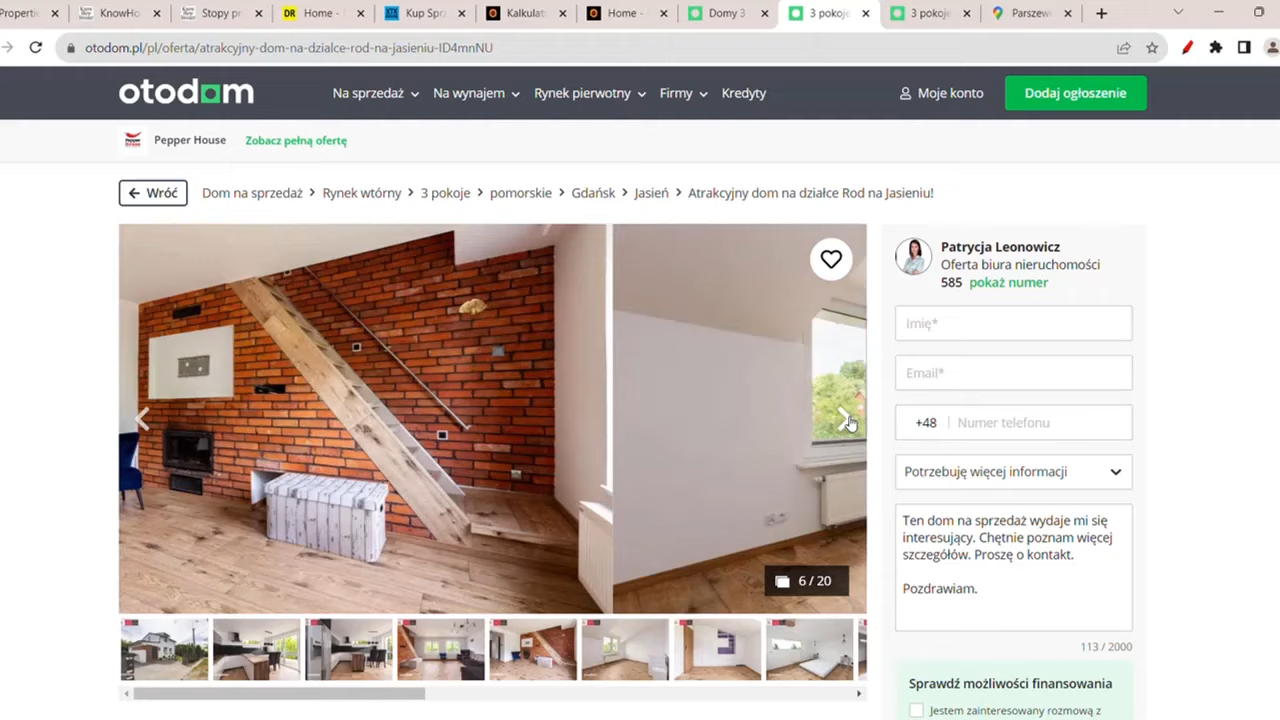 Properti
KnowHo
Stopy pr
DR
Home -
Kup Spr
Kalkulat
Home -
Domy 3
3 pokoje
3 pokoje
Parszew
otodom.pl/pl/oferta/atrakcyjny-dom-na-dzialce-rod-na-jasieniu-ID4mnNU
otodom
Na sprzedaż
Na wynajem
Rynek pierwotny
Firmy
Kredyty
Moje konto
Dodaj ogłoszenie
Pepper House
Zobacz pełną ofertę
Wróć
Dom na sprzedaż > Rynek wtórny > 3 pokoje > pomorskie > Gdańsk > Jasień > Atrakcyjny dom na działce Rod na Jasieniu!
Patrycja Leonowicz
Oferta biura nieruchomości
585 pokaż numer
Imię*
Email*
+48 Numer telefonu
Potrzebuję więcej informacji
Ten dom na sprzedaż wydaje mi się
interesujący. Chętnie poznam więcej
szczegółów. Proszę o kontakt.
Pozdrawiam.
6 / 20
113 / 2000
Sprawdź możliwości finansowania
Jestem zainteresowany rozmową z